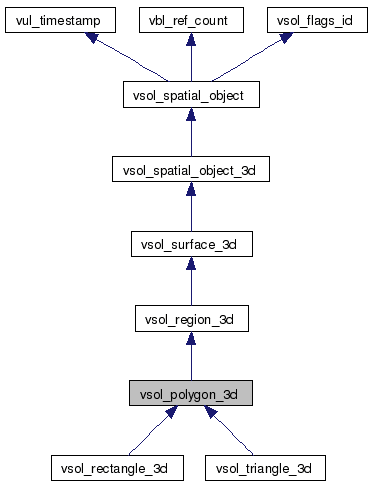 vul_timestamp
vbl_ref_count
vsol_flags_id
vsol_spatial_object
vsol_spatial_object_3d
vsol_surface_3d
vsol_region_3d
vsol_polygon_3d
vsol_rectangle_3d
vsol_triangle_3d